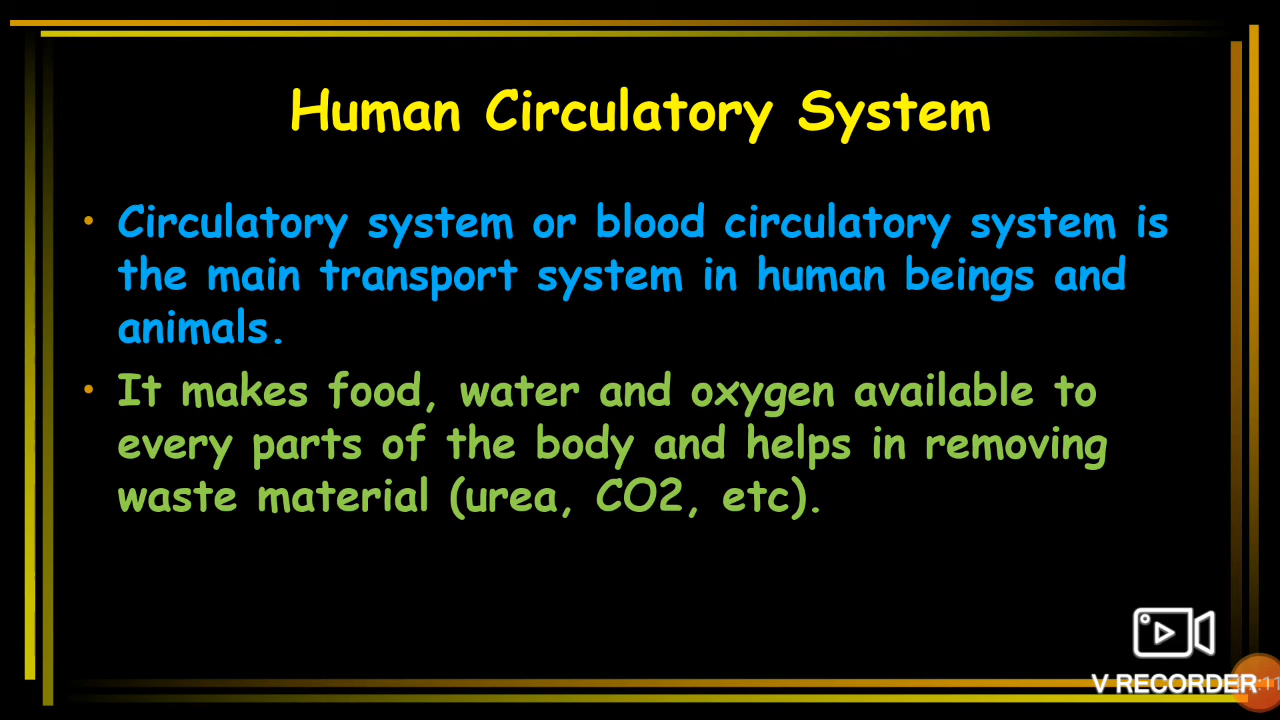 Human Circulatory System
• Circulatory system or blood circulatory system is
the main transport system in human beings and
animals.
• It makes food, water and oxygen available to
every parts of the body and helps in removing
waste material (urea, CO2, etc).
V RECORDER
:11